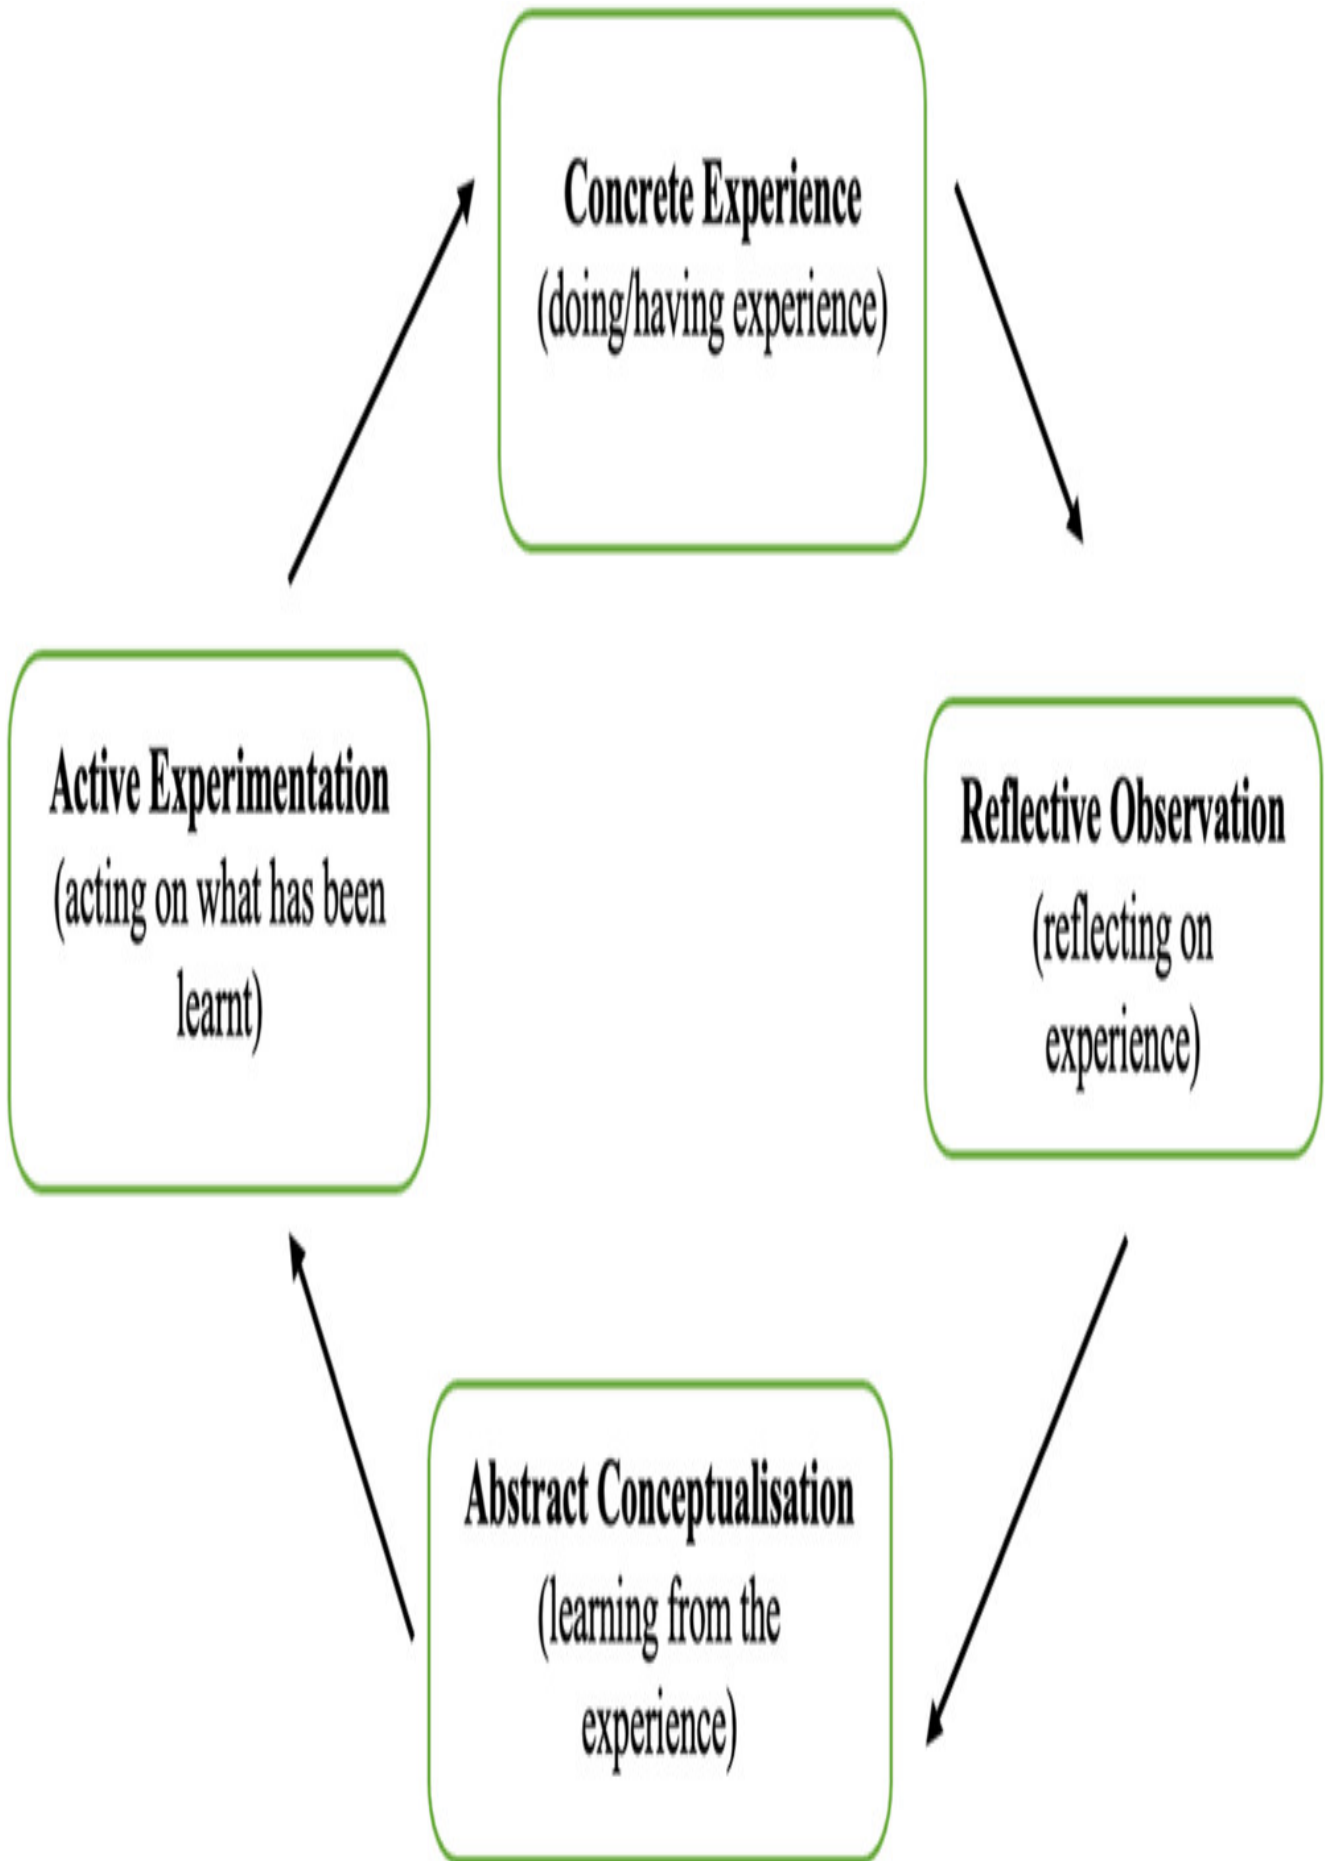 Concrete Experience
(doing/having experience)
Active Experimentation
(acting on what has been
learnt)
Reflective Observation
(reflecting on
experience)
Abstract Conceptualisation
(learning from the
experience)